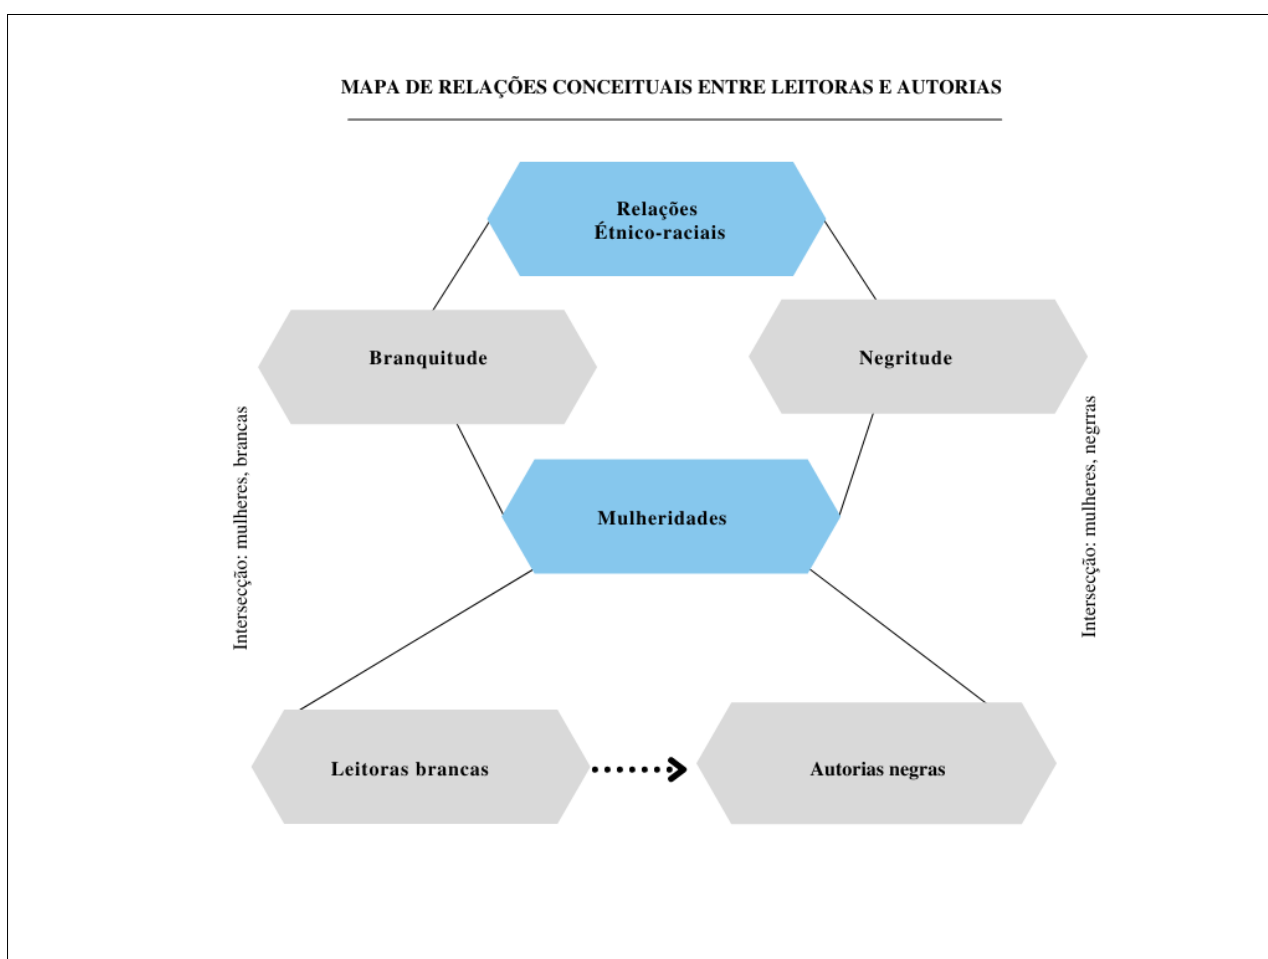 MAPA DE RELAÇÕES CONCEITUAIS ENTRE LEITORAS E AUTORIAS
Relações
Étnico-raciais
Branquitude
Negritude
Intersecção: mulheres, brancas
Intersecção: mulheres, negrras
Mulheridades
Leitoras brancas
Autorias negras